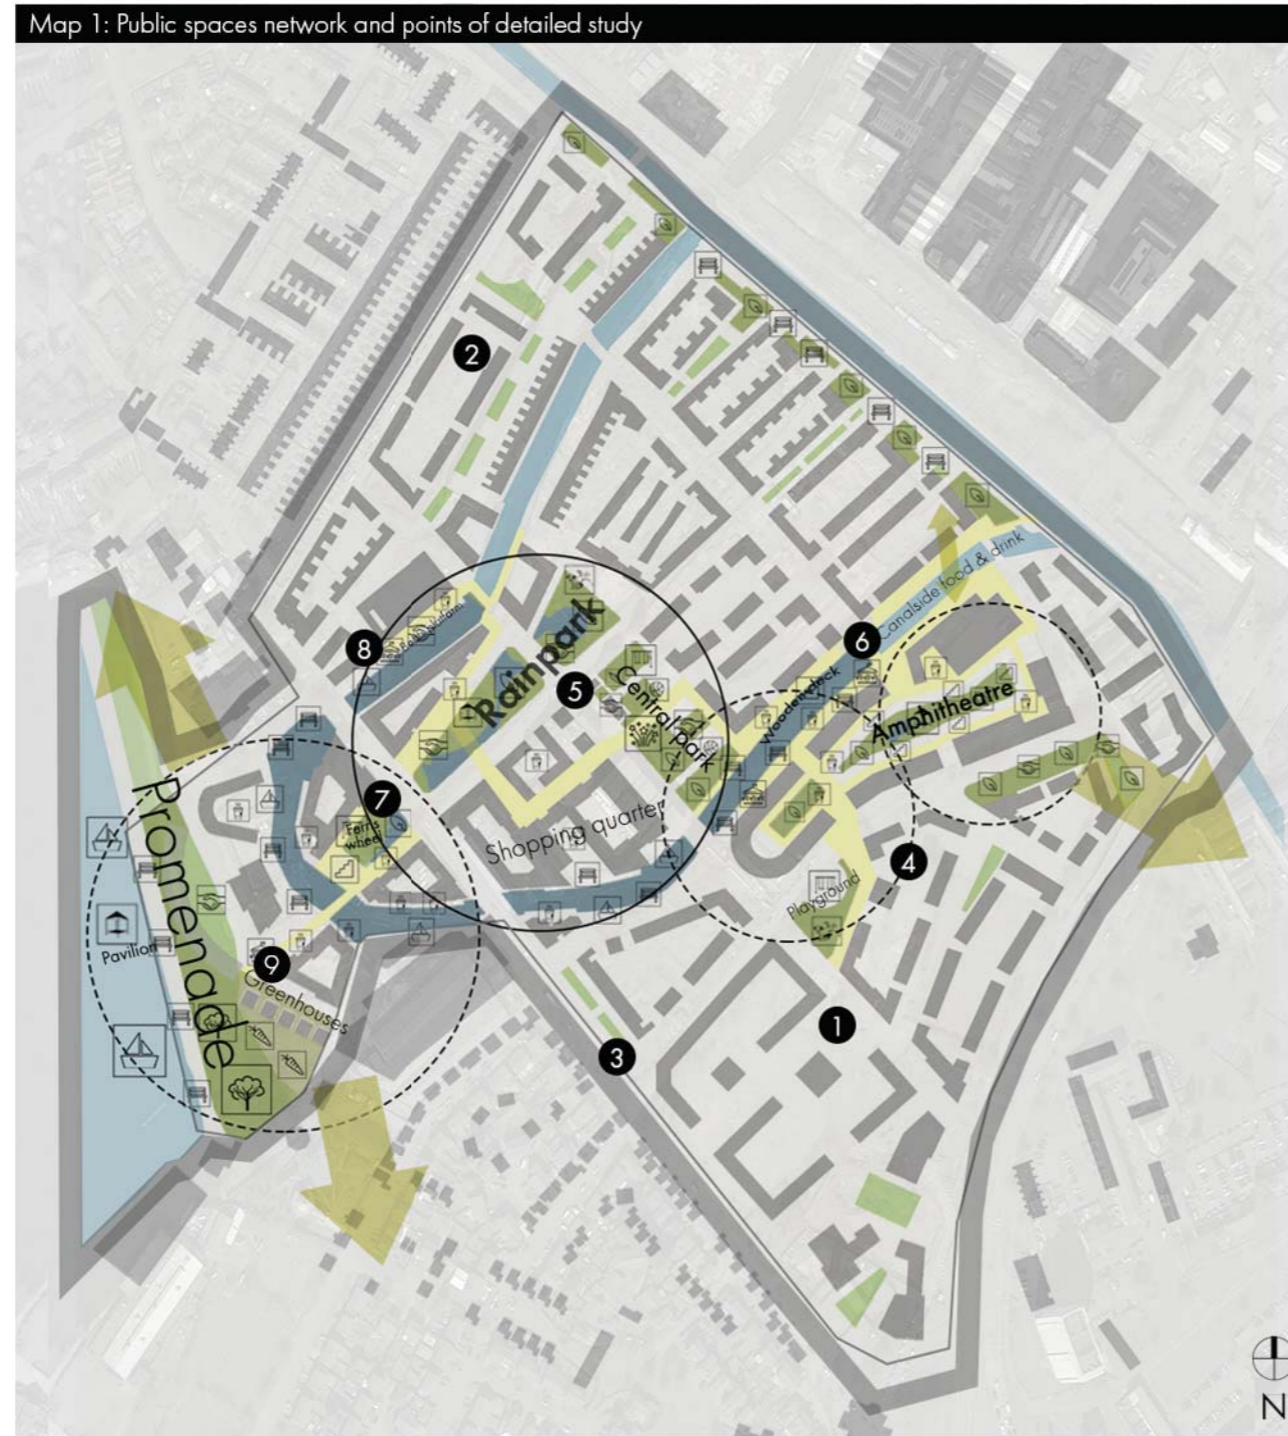 Map 1: Public spaces network and points of detailed study
2
Canalside food & drink
8
6
Rainpark
5
Central park
Wooden dock
Amphitheatre
7
Ferris
wheel
Shopping quarter
Promenade
4
Playground
Pavilion
9
Greenhouses
1
3
N